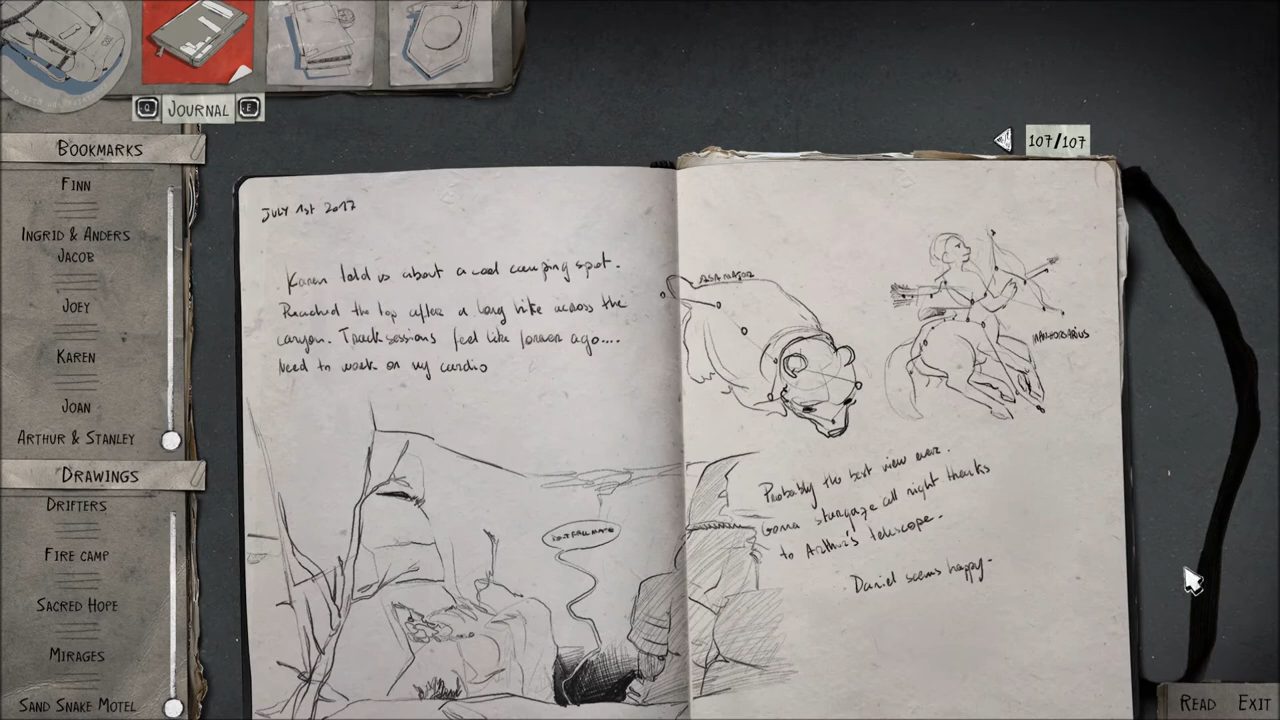 Q JOURNAL E
BOOKMARKS
FINN
INGRID & ANDERS
JACOB
JOEY
KAREN
JOAN
ARTHUR & STANLEY
DRAWINGS
DRIFTERS
FIRE CAMP
SACRED HOPE
MIRAGES
SAND SNAKE MOTEL
107/107
JULY 1st 2017
Karen told us about a cool camping spot.
Reached the top after a long hike across the
canyon. Track sessions feel like forever ago....
Need to work on my cardio
Probably the best view ever.
Gonna stargaze all night thanks
to Arthur's telescope.
Daniel seems happy.
READ EXIT